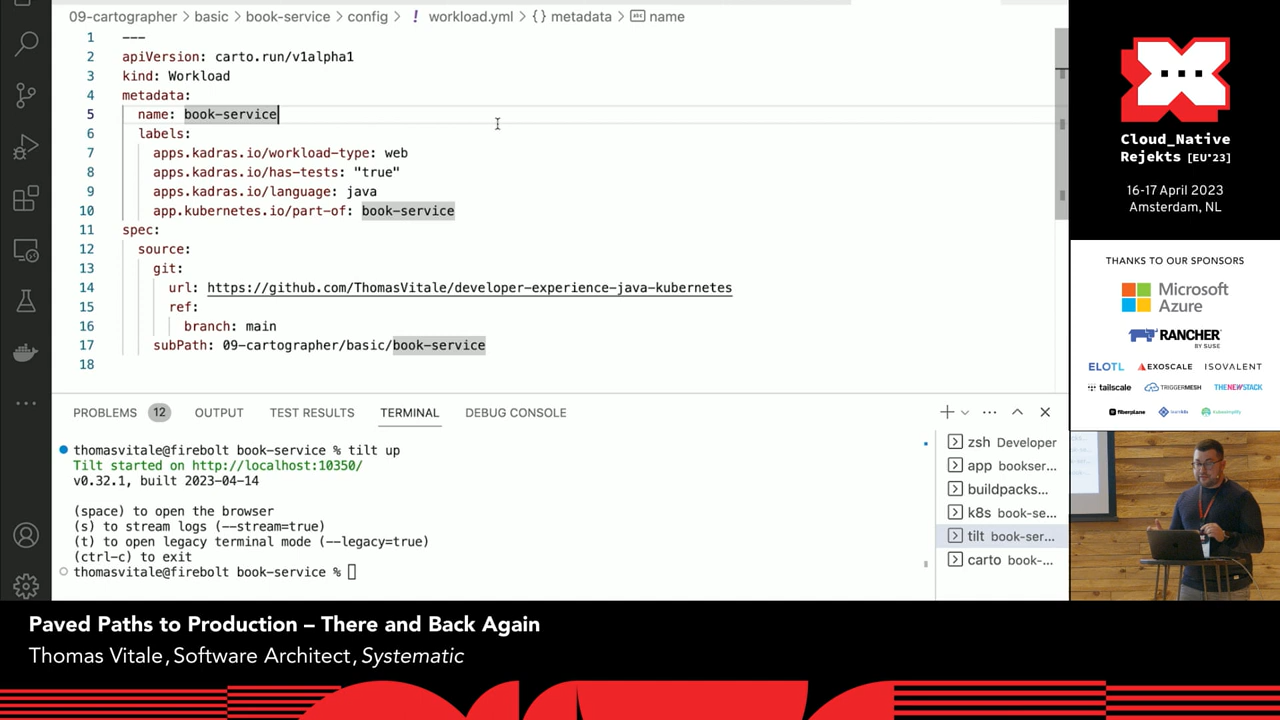 09-cartographer > basic > book-service > config > ! workload.yml > {} metadata > abc name
1 ---
2 apiVersion: carto.run/v1alpha1
3 kind: Workload
4 metadata:
5 name: book-service
6 labels:
7 apps.kadras.io/workload-type: web
8 apps.kadras.io/has-tests: "true"
9 apps.kadras.io/language: java
10 app.kubernetes.io/part-of: book-service
11 spec:
12 source:
13 git:
14 url: https://github.com/ThomasVitale/developer-experience-java-kubernetes
15 ref:
16 branch: main
17 subPath: 09-cartographer/basic/book-service
18
PROBLEMS 12 OUTPUT TEST RESULTS TERMINAL DEBUG CONSOLE
thomasvitale@firebolt book-service % tilt up
Tilt started on http://localhost:10350/
v0.32.1, built 2023-04-14
(space) to open the browser
(s) to stream logs (--stream=true)
(t) to open legacy terminal mode (--legacy=true)
(ctrl-c) to exit
thomasvitale@firebolt book-service %
zsh Developer
app bookser...
buildpacks...
k8s book-se...
tilt book-ser...
carto book-...
Cloud_Native
Rejekts [EU'23]
16-17 April 2023
Amsterdam, NL
THANKS TO OUR SPONSORS
Microsoft
Azure
RANCHER
BY SUSE
ELOTL EXOSCALE ISOVALENT
tailscale TRIGGERMESH THENEWSTACK
fiberplane
Paved Paths to Production – There and Back Again
Thomas Vitale, Software Architect, Systematic